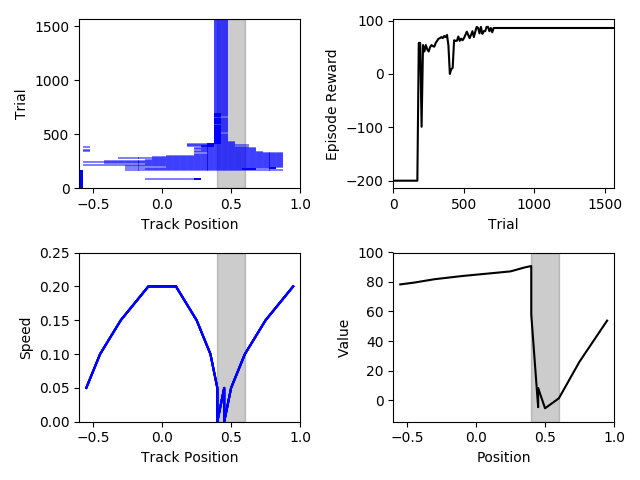 1500
1000
500
0
Trial
−0.5 0.0 0.5 1.0
Track Position
100
0
−100
−200
Episode Reward
0 500 1000 1500
Trial
0.25
0.20
0.15
0.10
0.05
0.00
Speed
−0.5 0.0 0.5 1.0
Track Position
100
80
60
40
20
0
Value
−0.5 0.0 0.5 1.0
Position